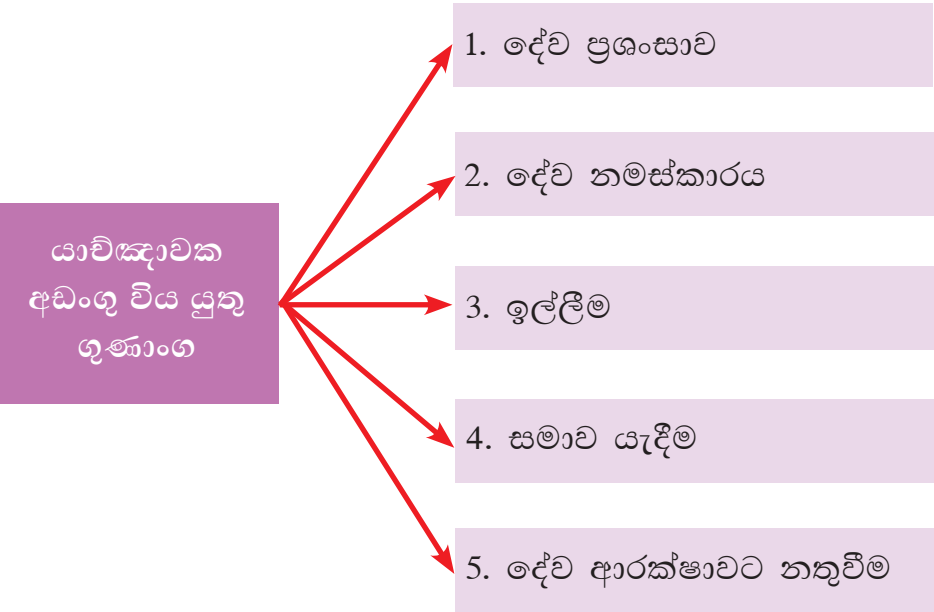 යාච්ඤාවක
අඩංගු විය යුතු
ගුණාංග
1. දේව ප්‍රශංසාව
2. දේව නමස්කාරය
3. ඉල්ලීම
4. සමාව යැදීම
5. දේව ආරක්ෂාවට නතුවීම